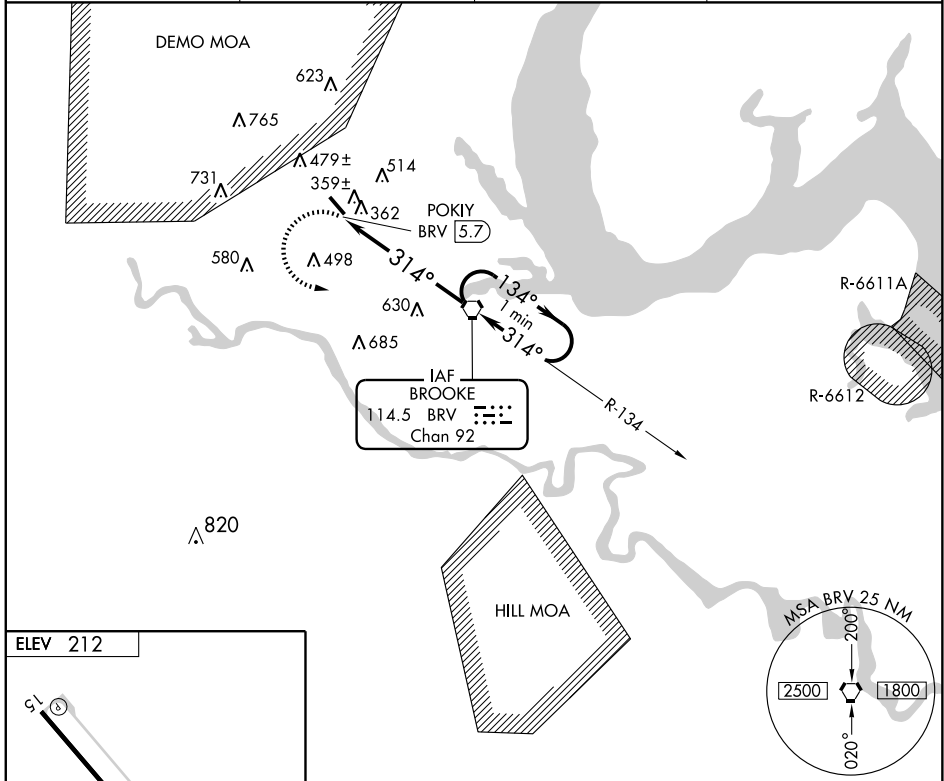 DEMO MOA
623
765
479±
514
731
359±
362
POKIY
BRV 5.7
580
498
314°
134°
1 min
314°
R-6611A
630
685
R-6612
IAF
BROOKE
114.5 BRV
Chan 92
R-134
820
HILL MOA
MSA BRV 25 NM
200°
2500
1800
020°
ELEV 212
15
P